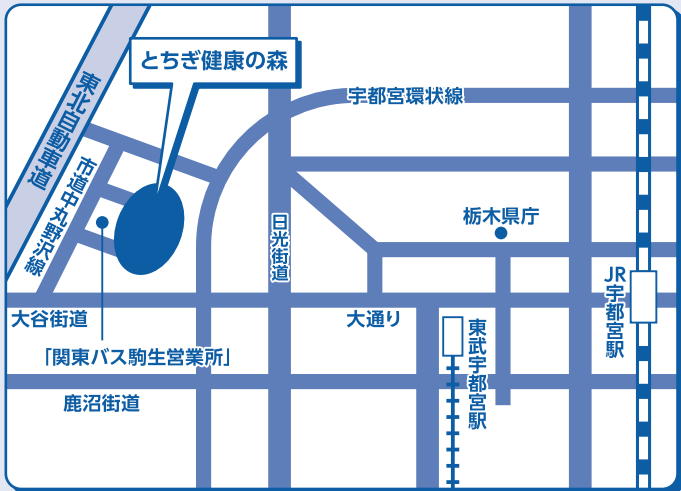 とちぎ健康の森
東北自動車道
宇都宮環状線
市道中丸野沢線
日光街道
栃木県庁
JR宇都宮駅
大谷街道
大通り
「関東バス駒生営業所」
東武宇都宮駅
鹿沼街道